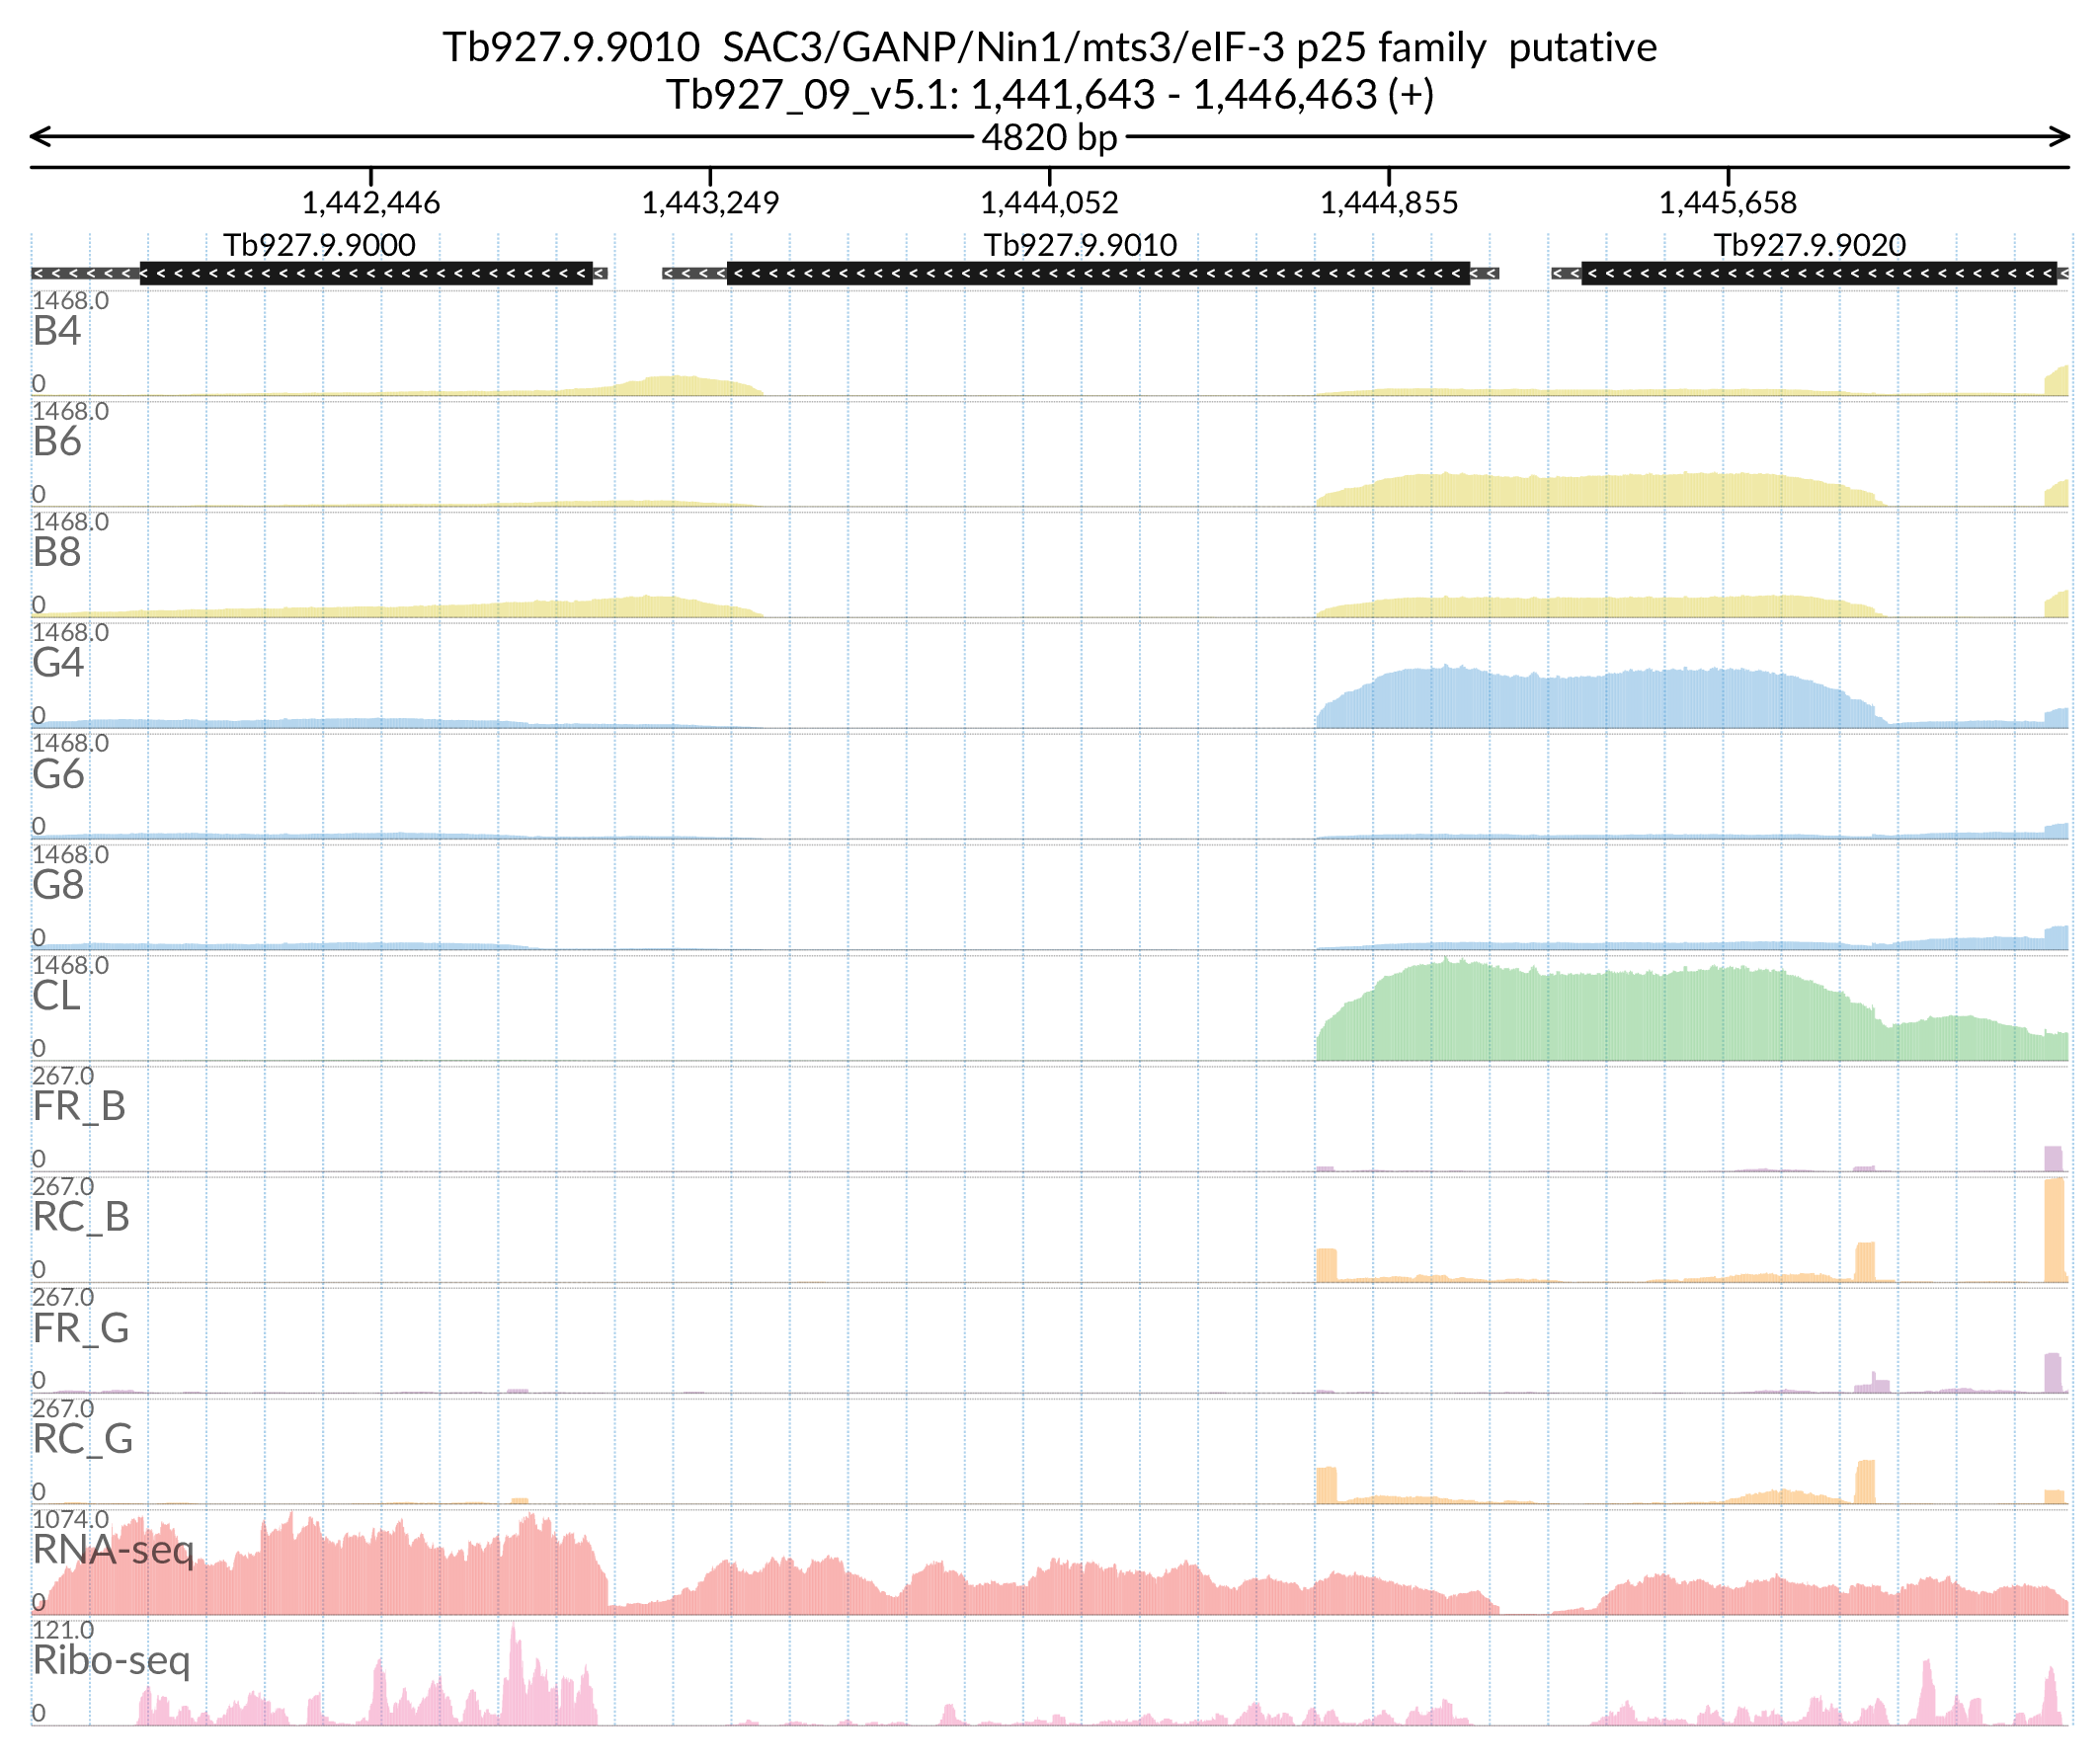 Tb927.9.9010  SAC3/GANP/Nin1/mts3/eIF-3 p25 family  putative
Tb927_09_v5.1: 1,441,643 - 1,446,463 (+)
4820 bp
1,442,446 1,443,249 1,444,052 1,444,855 1,445,658
Tb927.9.9000 Tb927.9.9010 Tb927.9.9020
1468.0
B4
0
1468.0
B6
0
1468.0
B8
0
1468.0
G4
0
1468.0
G6
0
1468.0
G8
0
1468.0
CL
0
267.0
FR_B
0
267.0
RC_B
0
267.0
FR_G
0
267.0
RC_G
0
1074.0
RNA-seq
0
121.0
Ribo-seq
0